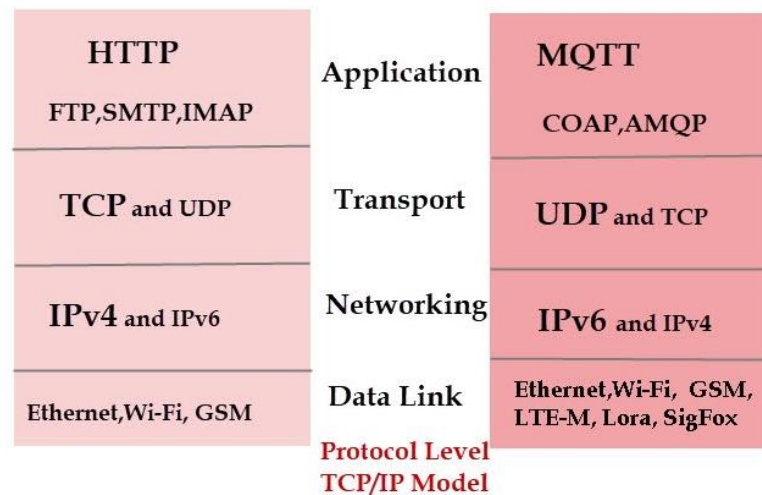 HTTP
FTP,SMTP,IMAP
Application
MQTT
COAP,AMQP
TCP and UDP
Transport
UDP and TCP
IPv4 and IPv6
Networking
IPv6 and IPv4
Ethernet,Wi-Fi, GSM
Data Link
Ethernet,Wi-Fi, GSM,
LTE-M, Lora, SigFox
Protocol Level
TCP/IP Model